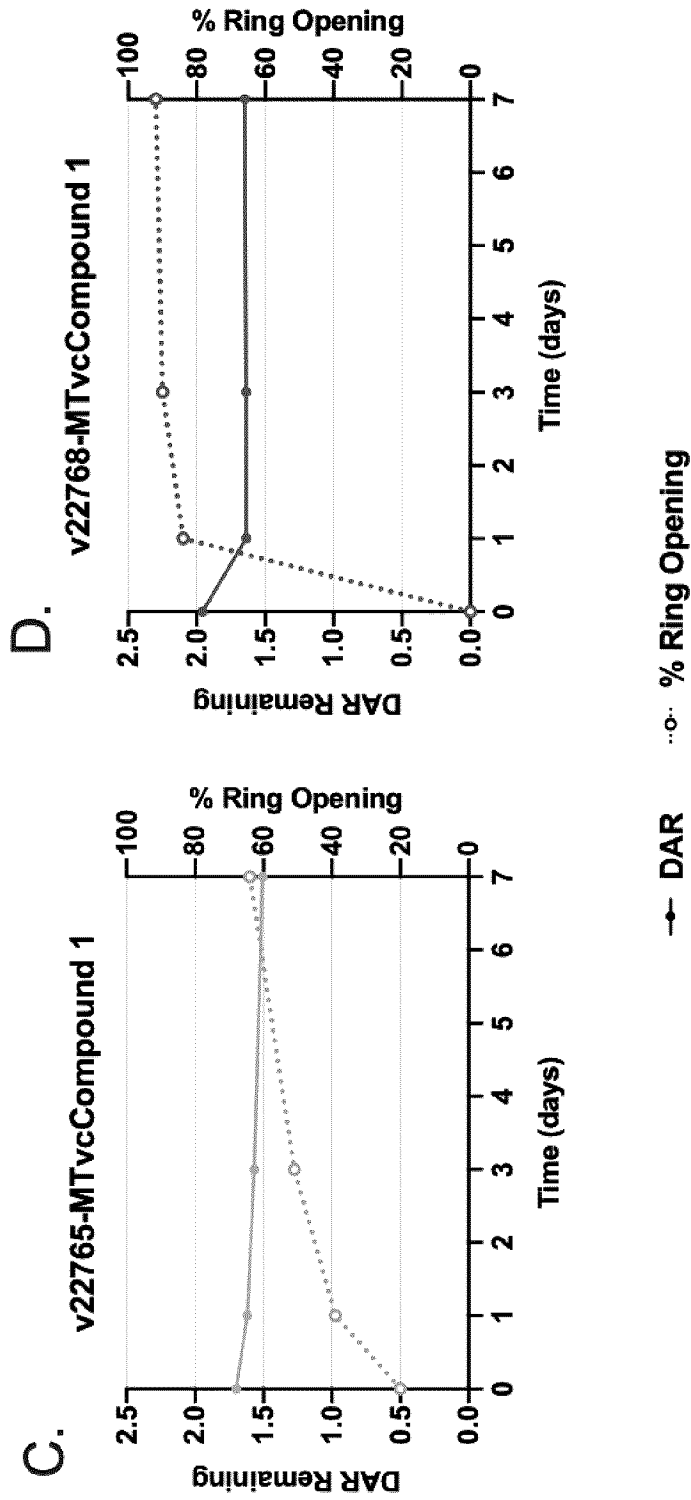 C.
v22765-MTvcCompound 1
DAR Remaining
2.5
2.0
1.5
1.0
0.5
0.0
% Ring Opening
100
80
60
40
20
0
0 1 2 3 4 5 6 7
Time (days)
D.
v22768-MTvcCompound 1
DAR Remaining
2.5
2.0
1.5
1.0
0.5
0.0
% Ring Opening
100
80
60
40
20
0
0 1 2 3 4 5 6 7
Time (days)
DAR % Ring Opening